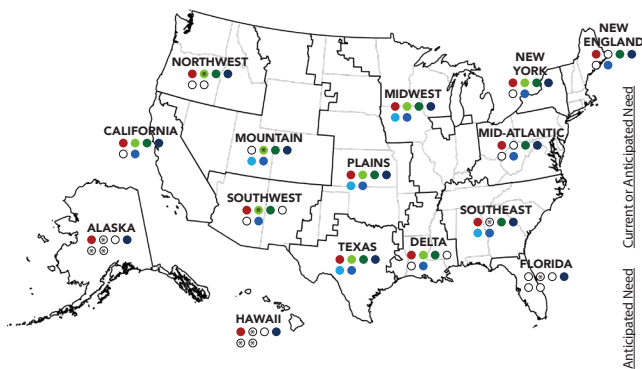 NEW
ENGLAND
NORTHWEST
NEW
YORK
MIDWEST
CALIFORNIA
MOUNTAIN
MID-ATLANTIC
PLAINS
SOUTHWEST
SOUTHEAST
ALASKA
TEXAS
DELTA
FLORIDA
HAWAII
Current or Anticipated Need
Anticipated Need